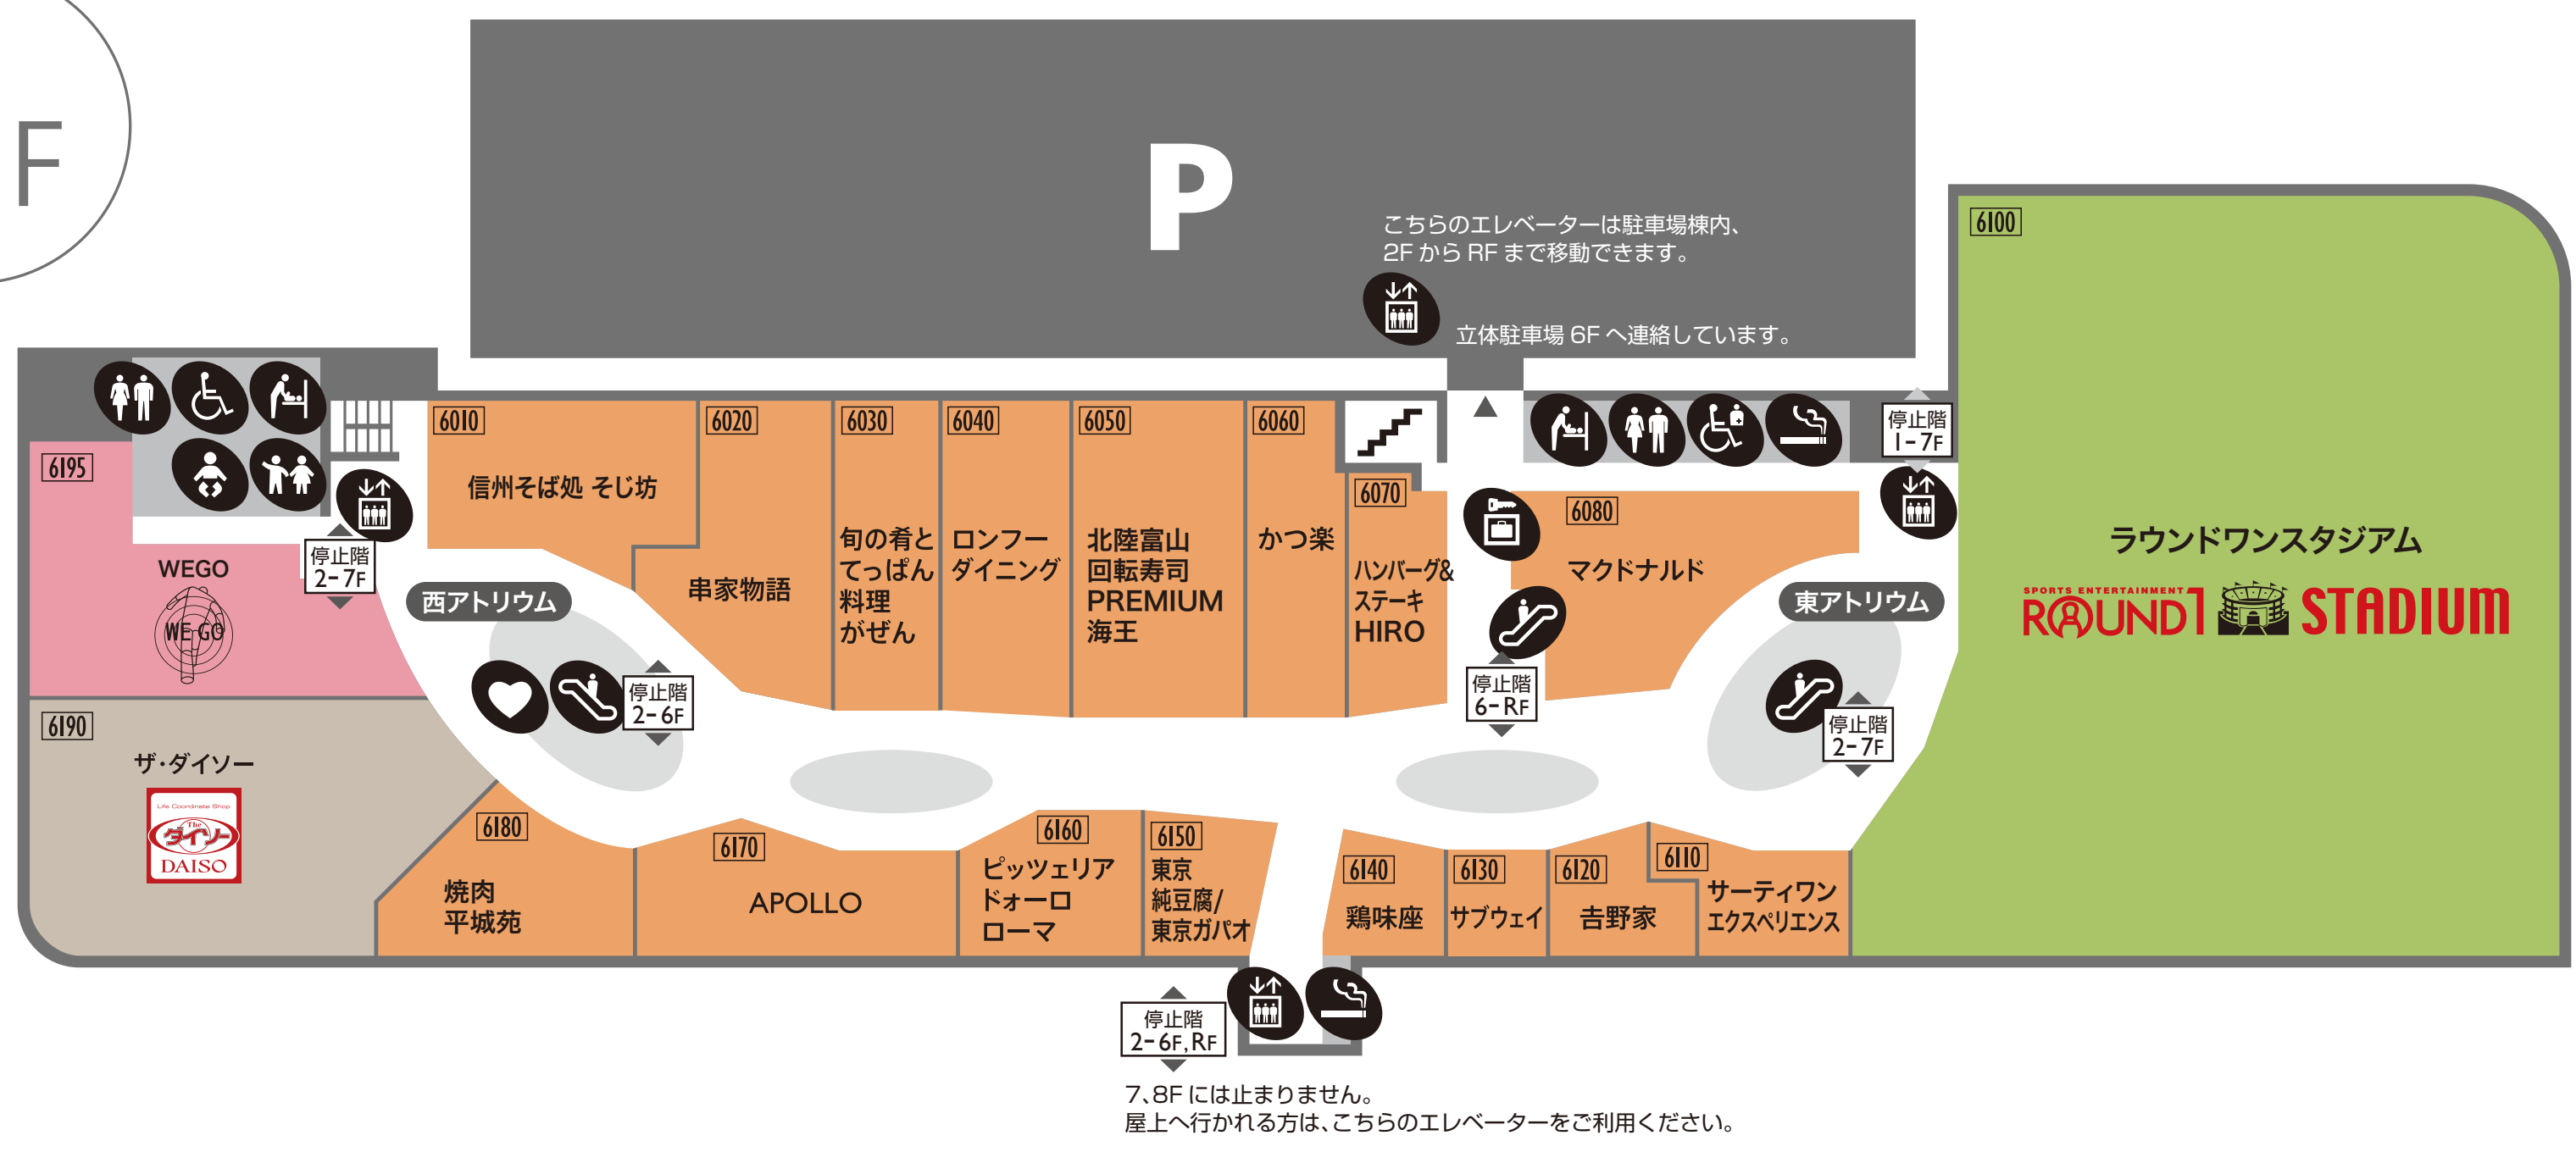 F
P
こちらのエレベーターは駐車場棟内、
2FからRFまで移動できます。
立体駐車場 6Fへ連絡しています。
6100
停止階
1-7F
6010
信州そば処 そじ坊
6020
串家物語
6030
旬の肴と
てっぱん
料理
がぜん
6040
ロンフー
ダイニング
6050
北陸富山
回転寿司
PREMIUM
海王
6060
かつ楽
6070
ハンバーグ&
ステーキ
HIRO
6080
マクドナルド
ラウンドワンスタジアム
SPORTS ENTERTAINMENT
ROUND1 STADIUM
6195
WEGO
WE GO
停止階
2-7F
西アトリウム
東アトリウム
停止階
2-6F
停止階
6-RF
停止階
2-7F
6190
ザ・ダイソー
Life Coordinate Shop
The
ダイソー
DAISO
6180
焼肉
平城苑
6170
APOLLO
6160
ピッツェリア
ドォーロ
ローマ
6150
東京
純豆腐/
東京ガパオ
6140
鶏味座
6130
サブウェイ
6120
吉野家
6110
サーティワン
エクスペリエンス
停止階
2-6F,RF
7、8Fには止まりません。
屋上へ行かれる方は、こちらのエレベーターをご利用ください。